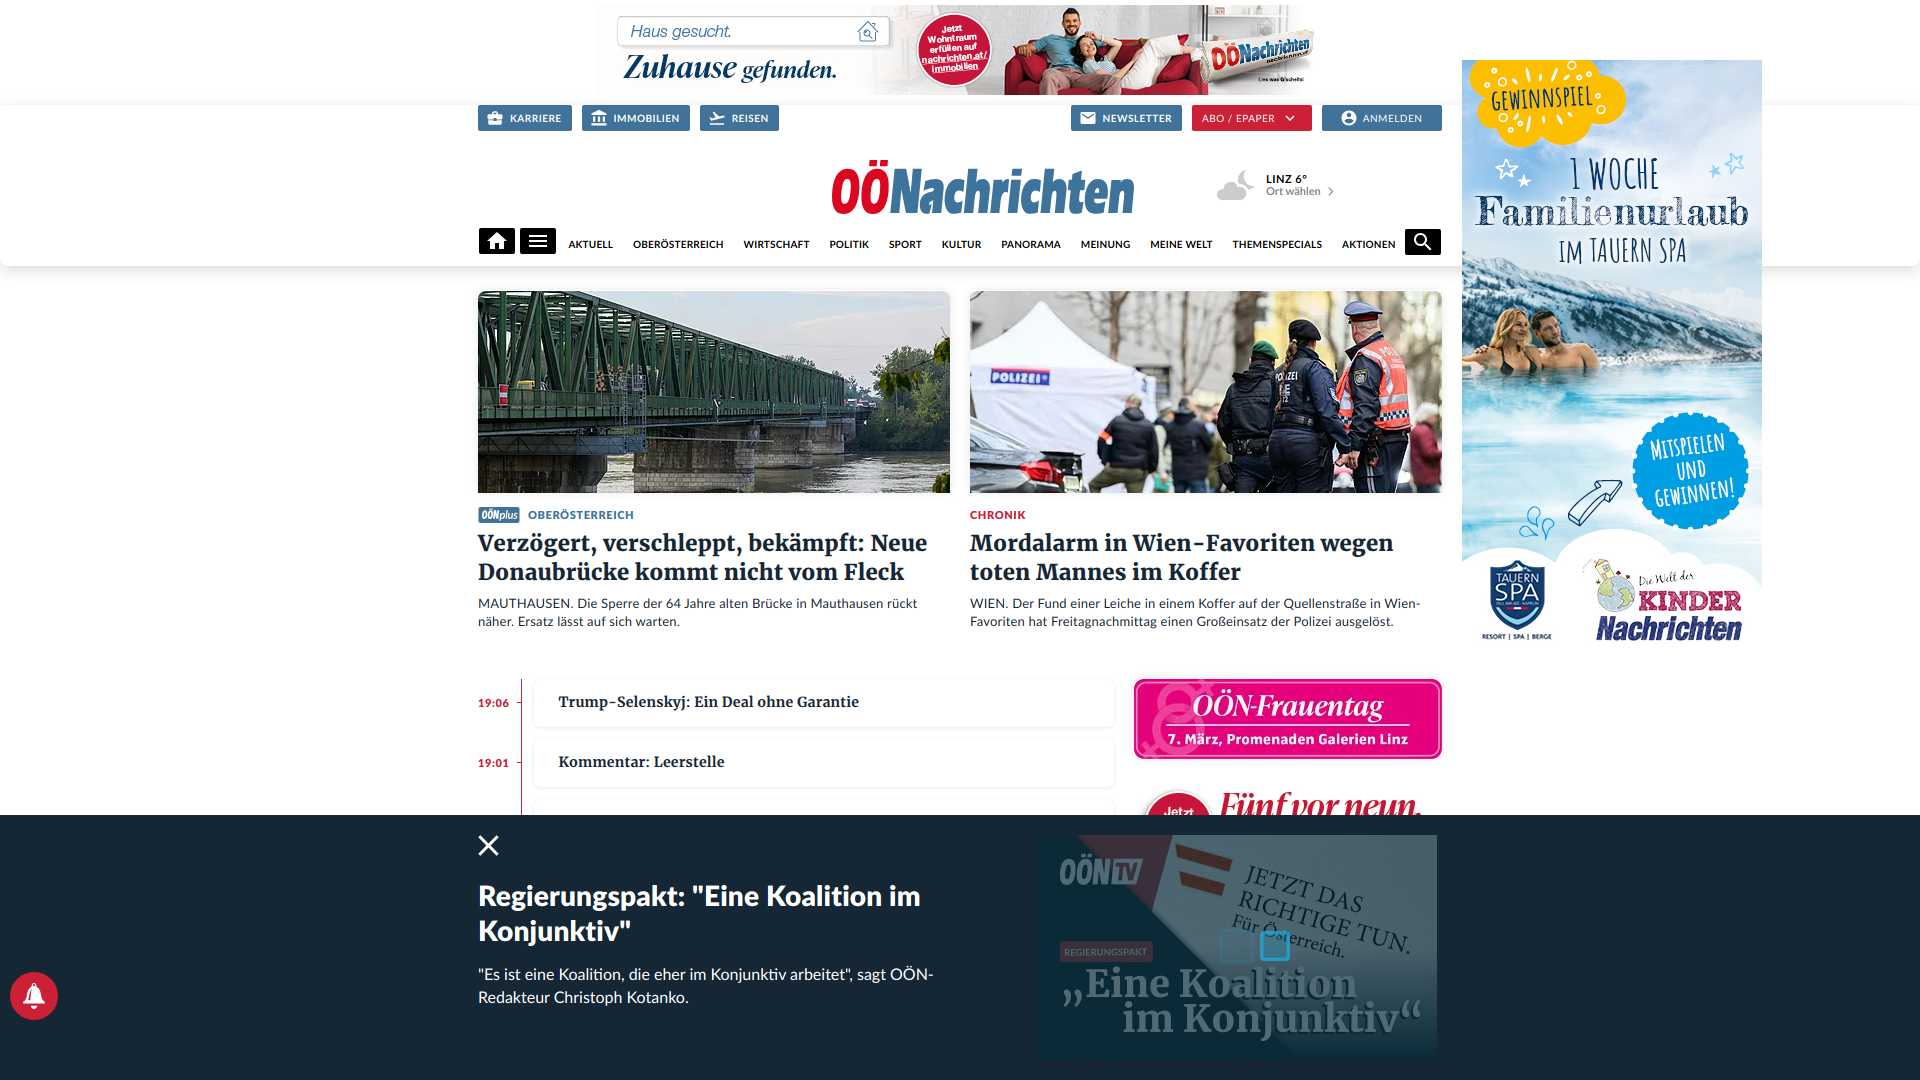 Haus gesucht.
Zuhause gefunden.
Jetzt
Wohntraum
erfüllen auf
nachrichten.at/
immobilien
OÖNachrichten
Lies was G'scheits!
KARRIERE
IMMOBILIEN
REISEN
NEWSLETTER
ABO / EPAPER
ANMELDEN
OÖNachrichten
LINZ 6°
Ort wählen
AKTUELL
OBERÖSTERREICH
WIRTSCHAFT
POLITIK
SPORT
KULTUR
PANORAMA
MEINUNG
MEINE WELT
THEMENSPECIALS
AKTIONEN
GEWINNSPIEL
1 WOCHE
Familienurlaub
IM TAUERN SPA
MITSPIELEN
UND
GEWINNEN!
TAUERN
SPA
RESORT | SPA | BERGE
Die Welt der
KINDER
Nachrichten
POLIZEI
POLIZEI
OÖNplus OBERÖSTERREICH
Verzögert, verschleppt, bekämpft: Neue
Donaubrücke kommt nicht vom Fleck
MAUTHAUSEN. Die Sperre der 64 Jahre alten Brücke in Mauthausen rückt
näher. Ersatz lässt auf sich warten.
CHRONIK
Mordalarm in Wien-Favoriten wegen
toten Mannes im Koffer
WIEN. Der Fund einer Leiche in einem Koffer auf der Quellenstraße in Wien-
Favoriten hat Freitagnachmittag einen Großeinsatz der Polizei ausgelöst.
19:06
Trump-Selenskyj: Ein Deal ohne Garantie
19:01
Kommentar: Leerstelle
OÖN-Frauentag
7. März, Promenaden Galerien Linz
Jetzt
Fünf vor neun.
Regierungspakt: "Eine Koalition im
Konjunktiv"
"Es ist eine Koalition, die eher im Konjunktiv arbeitet", sagt OÖN-
Redakteur Christoph Kotanko.
OÖN TV
JETZT DAS
RICHTIGE TUN.
Für Österreich.
REGIERUNGSPAKT
„Eine Koalition
im Konjunktiv“